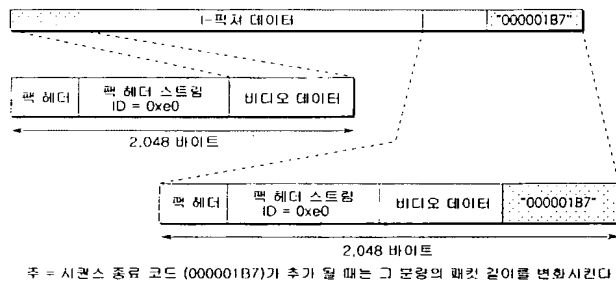 I-픽쳐 데이터
"000001B7"
팩 헤더
팩 헤더 스트림
ID = 0xe0
비디오 데이터
2,048 바이트
팩 헤더
팩 헤더 스트림
ID = 0xe0
비디오 데이터
"000001B7"
2,048 바이트
주 = 시퀀스 종류 코드 (000001B7)가 추가 될 때는 그 분량의 패킷 길이를 변화시킨다